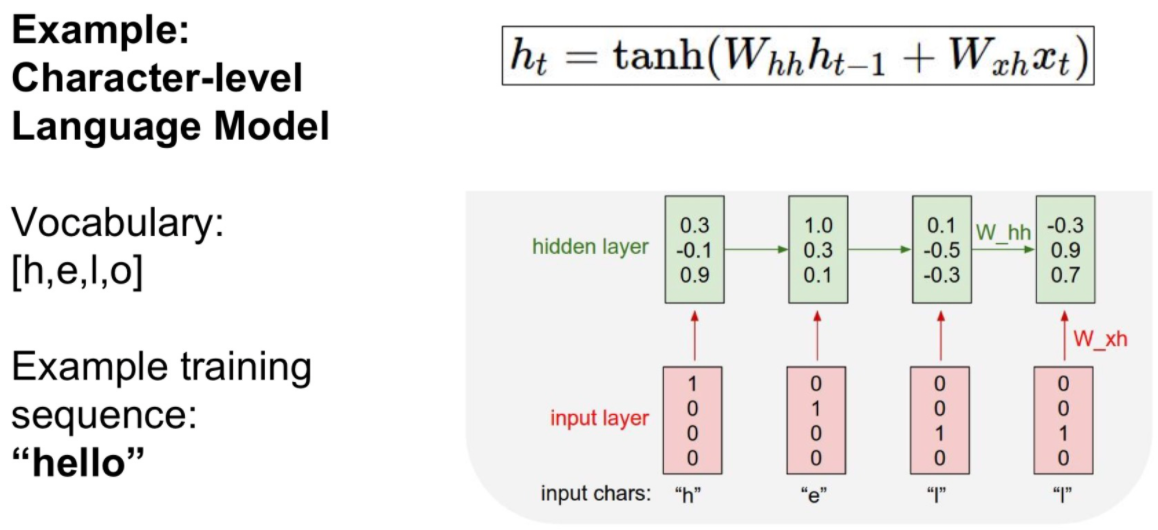 Example:
Character-level
Language Model
h_t = tanh(W_{hh}h_{t-1} + W_{xh}x_t)
Vocabulary:
[h,e,l,o]
Example training
sequence:
“hello”
hidden layer
0.3
-0.1
0.9
1.0
0.3
0.1
0.1
-0.5
-0.3
W_hh
-0.3
0.9
0.7
W_xh
input layer
1
0
0
0
0
1
0
0
0
0
1
0
0
0
1
0
input chars: “h” “e” “l” “l”